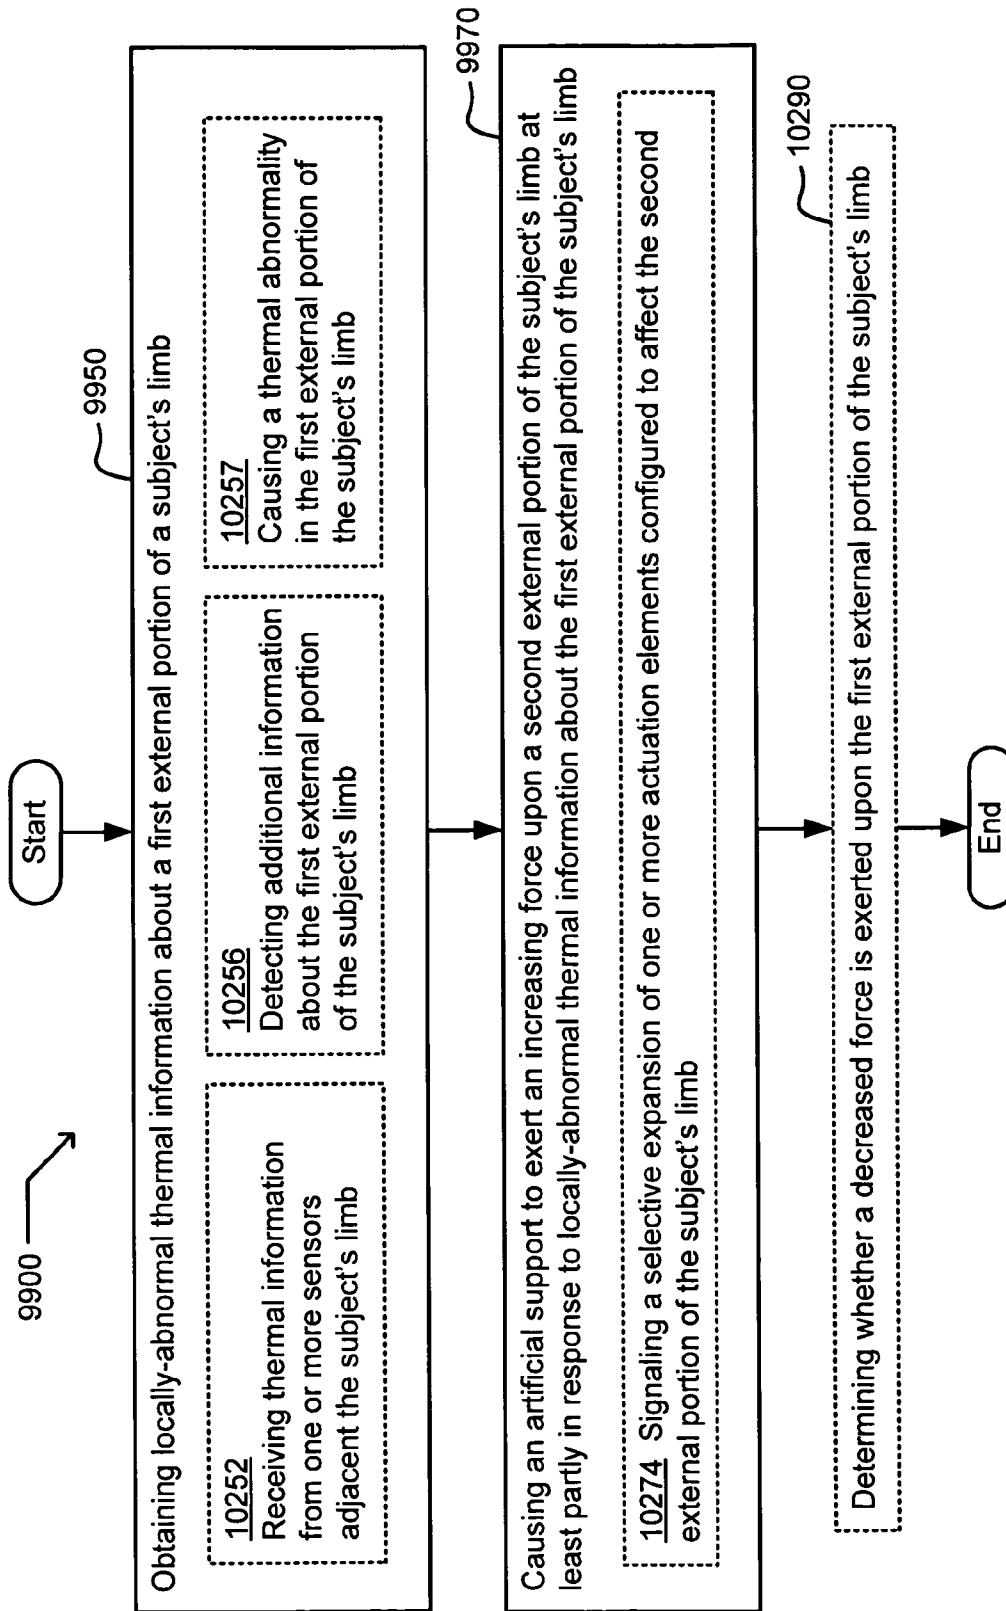 9900
Start
9950
Obtaining locally-abnormal thermal information about a first external portion of a subject's limb
10252
Receiving thermal information
from one or more sensors
adjacent the subject's limb
10256
Detecting additional information
about the first external portion
of the subject's limb
10257
Causing a thermal abnormality
in the first external portion of
the subject's limb
9970
Causing an artificial support to exert an increasing force upon a second external portion of the subject's limb at
least partly in response to locally-abnormal thermal information about the first external portion of the subject's limb
10274 Signaling a selective expansion of one or more actuation elements configured to affect the second
external portion of the subject's limb
10290
Determining whether a decreased force is exerted upon the first external portion of the subject's limb
End